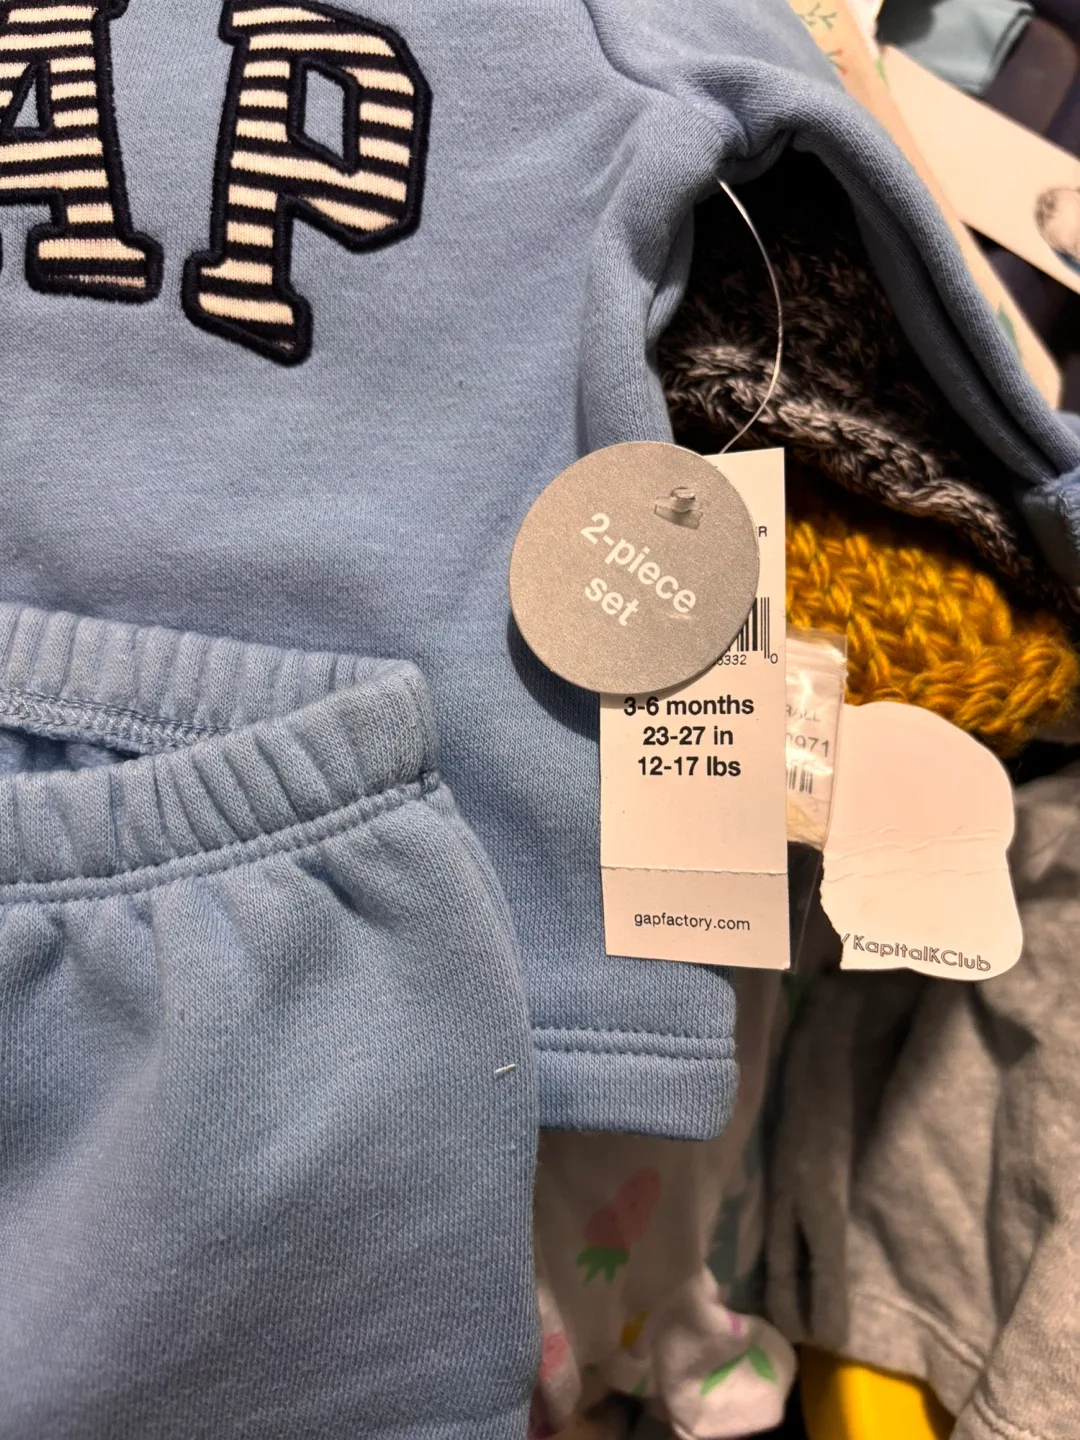 AP
2-piece
set
3-6 months
23-27 in
12-17 lbs
gapfactory.com
KapitalKClub